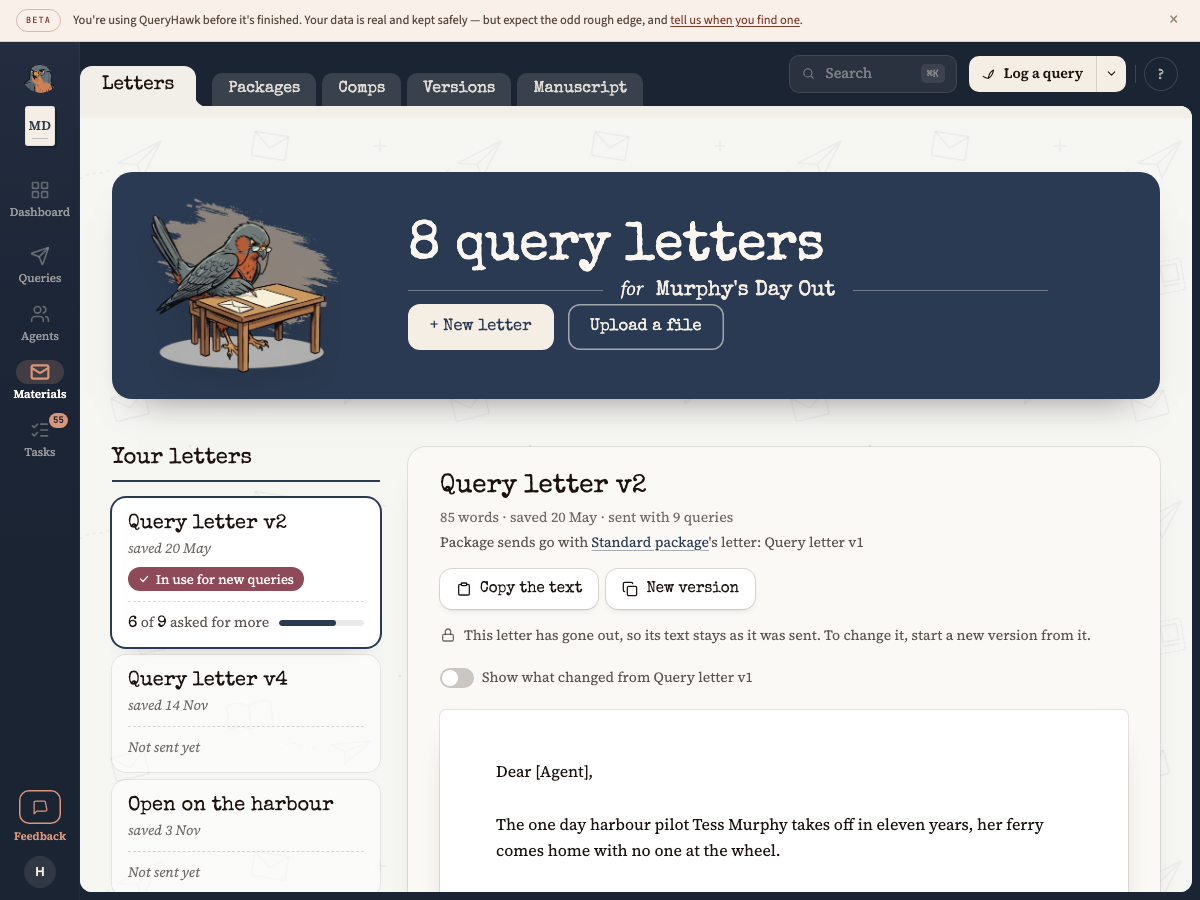 BETA
You're using QueryHawk before it's finished. Your data is real and kept safely — but expect the odd rough edge, and tell us when you find one.
×
Letters
Packages
Comps
Versions
Manuscript
Search
⌘K
Log a query
?
MD
Dashboard
Queries
Agents
Materials
55
Tasks
Feedback
H
8 query letters
for Murphy's Day Out
+ New letter
Upload a file
Your letters
Query letter v2
saved 20 May
In use for new queries
6 of 9 asked for more
Query letter v4
saved 14 Nov
Not sent yet
Open on the harbour
saved 3 Nov
Not sent yet
Query letter v2
85 words · saved 20 May · sent with 9 queries
Package sends go with Standard package's letter: Query letter v1
Copy the text
New version
This letter has gone out, so its text stays as it was sent. To change it, start a new version from it.
Show what changed from Query letter v1
Dear [Agent],
The one day harbour pilot Tess Murphy takes off in eleven years, her ferry
comes home with no one at the wheel.